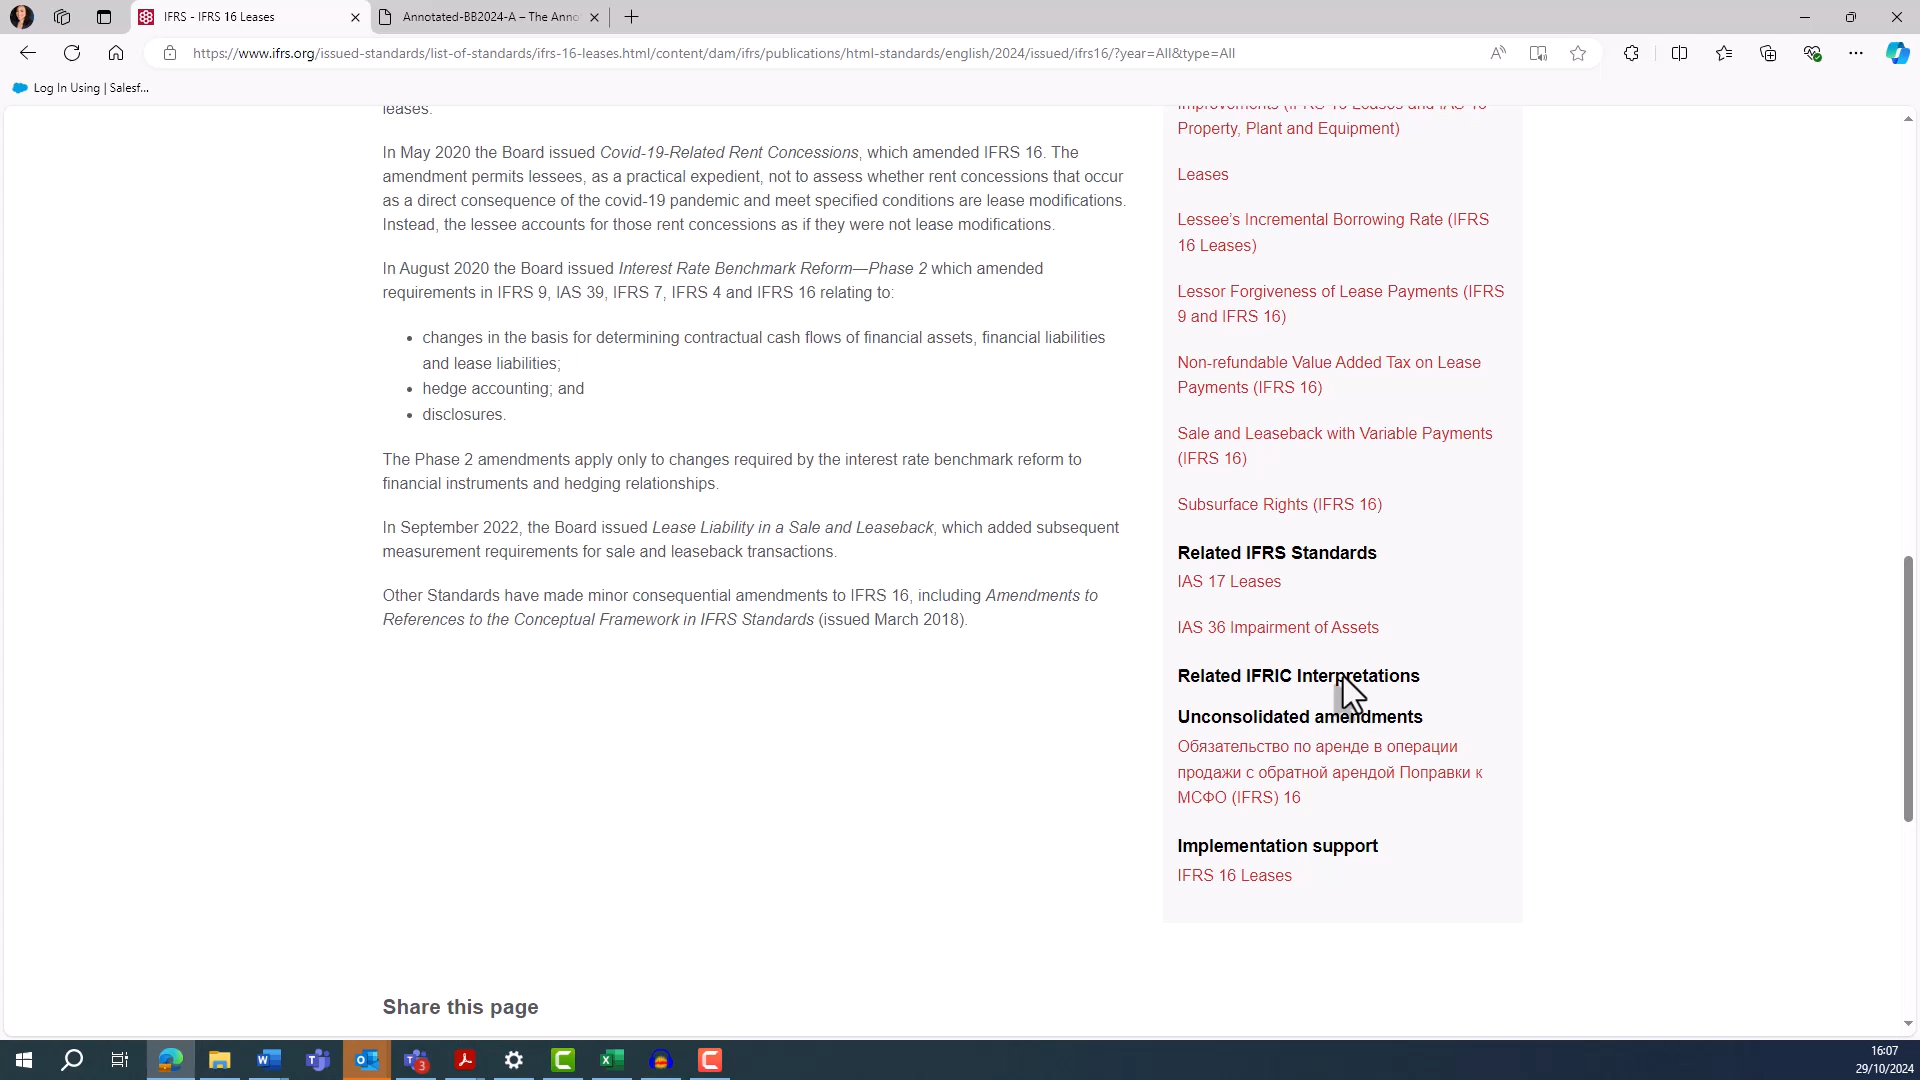 IFRS - IFRS 16 Leases
Annotated-BB2024-A – The Anno
https://www.ifrs.org/issued-standards/list-of-standards/ifrs-16-leases.html/content/dam/ifrs/publications/html-standards/english/2024/issued/ifrs16/?year=All&type=All
Log In Using | Salesf...
leases.
In May 2020 the Board issued Covid-19-Related Rent Concessions, which amended IFRS 16. The
amendment permits lessees, as a practical expedient, not to assess whether rent concessions that occur
as a direct consequence of the covid-19 pandemic and meet specified conditions are lease modifications.
Instead, the lessee accounts for those rent concessions as if they were not lease modifications.
In August 2020 the Board issued Interest Rate Benchmark Reform—Phase 2 which amended
requirements in IFRS 9, IAS 39, IFRS 7, IFRS 4 and IFRS 16 relating to:
• changes in the basis for determining contractual cash flows of financial assets, financial liabilities
and lease liabilities;
• hedge accounting; and
• disclosures.
The Phase 2 amendments apply only to changes required by the interest rate benchmark reform to
financial instruments and hedging relationships.
In September 2022, the Board issued Lease Liability in a Sale and Leaseback, which added subsequent
measurement requirements for sale and leaseback transactions.
Other Standards have made minor consequential amendments to IFRS 16, including Amendments to
References to the Conceptual Framework in IFRS Standards (issued March 2018).
Share this page
Improvements (IFRS 16 Leases and IAS 16
Property, Plant and Equipment)
Leases
Lessee's Incremental Borrowing Rate (IFRS
16 Leases)
Lessor Forgiveness of Lease Payments (IFRS
9 and IFRS 16)
Non-refundable Value Added Tax on Lease
Payments (IFRS 16)
Sale and Leaseback with Variable Payments
(IFRS 16)
Subsurface Rights (IFRS 16)
Related IFRS Standards
IAS 17 Leases
IAS 36 Impairment of Assets
Related IFRIC Interpretations
Unconsolidated amendments
Обязательство по аренде в операции
продажи с обратной арендой Поправки к
МСФО (IFRS) 16
Implementation support
IFRS 16 Leases
16:07
29/10/2024